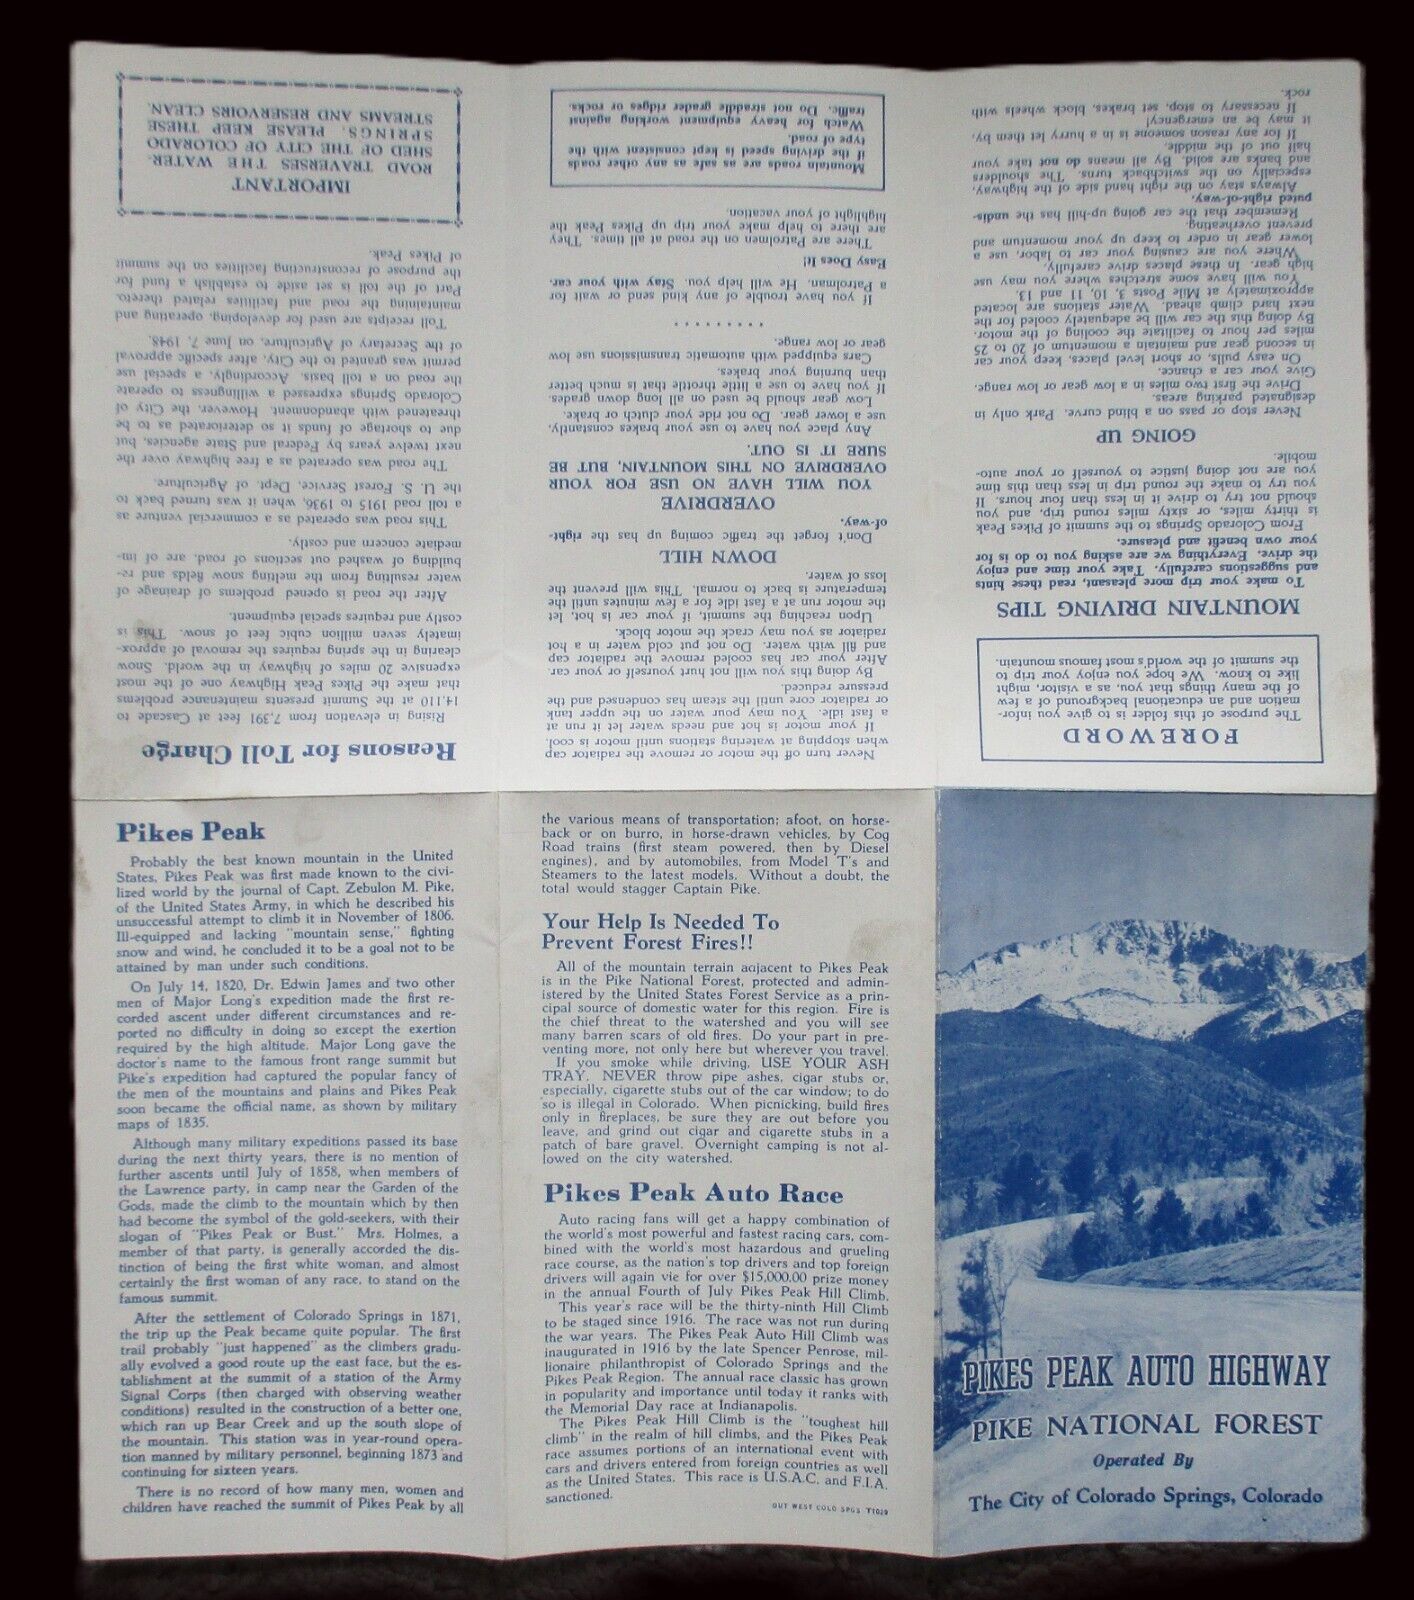 PIKES PEAK AUTO HIGHWAY
PIKE NATIONAL FOREST
Operated By
The City of Colorado Springs, Colorado
FOREWORD
The purpose of this folder is to give you infor-
mation and an educational background of a few
of the many things that you, as a visitor, might
like to know. We hope you enjoy your trip to
the summit of the world's most famous mountain.
MOUNTAIN DRIVING TIPS
To make your trip more pleasant, read these hints
and suggestions carefully. Take your time and enjoy
the drive. Everything we are asking you to do is for
your own benefit and pleasure.
From Colorado Springs to the summit of Pikes Peak
is thirty miles, or sixty miles round trip, and you
should not try to drive it in less than four hours. If
you try to make the round trip in less than this time
you are not doing justice to yourself or your auto-
mobile.
GOING UP
Never stop or pass on a blind curve. Park only in
designated parking areas.
Drive the first two miles in a low gear or low range.
Give your car a chance.
On easy pulls, or short level places, keep your car
in second gear and maintain a momentum of 20 to 25
miles per hour to facilitate the cooling of the motor.
By doing this the car will be adequately cooled for the
next hard climb ahead. Water stations are located
approximately at Mile Posts 3, 10, 11 and 13.
You will have some stretches where you may use
high gear. In these places drive carefully.
Where you are causing your car to labor, use a
lower gear in order to keep up your momentum and
prevent overheating.
Remember that the car going up-hill has the undis-
puted right-of-way.
Always stay on the right hand side of the highway,
especially on the switchback turns. The shoulders
and banks are solid. By all means do not take your
half out of the middle.
If for any reason someone is in a hurry let them by,
it may be an emergency!
If necessary to stop, set brakes, block wheels with
rock.
Never turn off the motor or remove the radiator cap
when stopping at watering stations until motor is cool.
If your motor is hot and needs water let it run at
a fast idle. You may pour water on the upper tank
or radiator core until the steam has condensed and the
pressure reduced.
By doing this you will not hurt yourself or your car.
After your car has cooled remove the radiator cap
and fill with water. Do not put cold water in a hot
radiator as you may crack the motor block.
Upon reaching the summit, if your car is hot, let
the motor run at a fast idle for a few minutes until the
temperature is back to normal. This will prevent the
loss of water.
DOWN HILL
Don't forget the traffic coming up has the right-
of-way.
OVERDRIVE
YOU WILL HAVE NO USE FOR YOUR
OVERDRIVE ON THIS MOUNTAIN, BUT BE
SURE IT IS OUT.
Any place you have to use your brakes constantly,
use a lower gear. Do not ride your clutch or brake.
Low gear should be used on all long down grades.
If you have to use a little throttle that is much better
than burning your brakes.
Cars equipped with automatic transmissions use low
gear or low range.
* * * * * * * * *
If you have trouble of any kind send or wait for
a Patrolman. He will help you. Stay with your car.
Easy Does It!
There are Patrolmen on the road at all times. They
are there to help make your trip up Pikes Peak the
highlight of your vacation.
Mountain roads are as safe as any other roads
if the driving speed is kept consistent with the
type of road.
Watch for heavy equipment working against
traffic. Do not straddle grader ridges or rocks.
Reasons for Toll Charge
Rising in elevation from 7,391 feet at Cascade to
14,110 at the Summit presents maintenance problems
that make the Pikes Peak Highway one of the most
expensive 20 miles of highway in the world. Snow
clearing in the spring requires the removal of approx-
imately seven million cubic feet of snow. This is
costly and requires special equipment.
After the road is opened problems of drainage of
water resulting from the melting snow fields and re-
building of washed out sections of road, are of im-
mediate concern and costly.
This road was operated as a commercial venture as
a toll road 1915 to 1936, when it was turned back to
the U. S. Forest Service, Dept. of Agriculture.
The road was operated as a free highway over the
next twelve years by Federal and State agencies, but
due to shortage of funds it so deteriorated as to be
threatened with abandonment. However, the City of
Colorado Springs expressed a willingness to operate
the road on a toll basis. Accordingly, a special use
permit was granted to the City, after specific approval
of the Secretary of Agriculture, on June 7, 1948.
Toll receipts are used for developing, operating and
maintaining the road and facilities related thereto.
Part of the toll is set aside to establish a fund for
the purpose of reconstructing facilities on the summit
of Pikes Peak.
IMPORTANT
ROAD TRAVERSES THE WATER-
SHED OF THE CITY OF COLORADO
SPRINGS. PLEASE KEEP THESE
STREAMS AND RESERVOIRS CLEAN.
Pikes Peak
Probably the best known mountain in the United
States, Pikes Peak was first made known to the civi-
lized world by the journal of Capt. Zebulon M. Pike,
of the United States Army, in which he described his
unsuccessful attempt to climb it in November of 1806.
Ill-equipped and lacking "mountain sense," fighting
snow and wind, he concluded it to be a goal not to be
attained by man under such conditions.
On July 14, 1820, Dr. Edwin James and two other
men of Major Long's expedition made the first re-
corded ascent under different circumstances and re-
ported no difficulty in doing so except the exertion
required by the high altitude. Major Long gave the
doctor's name to the famous front range summit but
Pike's expedition had captured the popular fancy of
the men of the mountains and plains and Pikes Peak
soon became the official name, as shown by military
maps of 1835.
Although many military expeditions passed its base
during the next thirty years, there is no mention of
further ascents until July of 1858, when members of
the Lawrence party, in camp near the Garden of the
Gods, made the climb to the mountain which by then
had become the symbol of the gold-seekers, with their
slogan of "Pikes Peak or Bust." Mrs. Holmes, a
member of that party, is generally accorded the dis-
tinction of being the first white woman, and almost
certainly the first woman of any race, to stand on the
famous summit.
After the settlement of Colorado Springs in 1871,
the trip up the Peak became quite popular. The first
trail probably "just happened" as the climbers gradu-
ally evolved a good route up the east face, but the es-
tablishment at the summit of a station of the Army
Signal Corps (then charged with observing weather
conditions) resulted in the construction of a better one,
which ran up Bear Creek and up the south slope of
the mountain. This station was in year-round opera-
tion manned by military personnel, beginning 1873 and
continuing for sixteen years.
There is no record of how many men, women and
children have reached the summit of Pikes Peak by all
the various means of transportation; afoot, on horse-
back or on burro, in horse-drawn vehicles, by Cog
Road trains (first steam powered, then by Diesel
engines), and by automobiles, from Model T's and
Steamers to the latest models. Without a doubt, the
total would stagger Captain Pike.
Your Help Is Needed To
Prevent Forest Fires!!
All of the mountain terrain adjacent to Pikes Peak
is in the Pike National Forest, protected and admin-
istered by the United States Forest Service as a prin-
cipal source of domestic water for this region. Fire is
the chief threat to the watershed and you will see
many barren scars of old fires. Do your part in pre-
venting more, not only here but wherever you travel.
If you smoke while driving, USE YOUR ASH
TRAY. NEVER throw pipe ashes, cigar stubs or,
especially, cigarette stubs out of the car window; to do
so is illegal in Colorado. When picnicking, build fires
only in fireplaces, be sure they are out before you
leave, and grind out cigar and cigarette stubs in a
patch of bare gravel. Overnight camping is not al-
lowed on the city watershed.
Pikes Peak Auto Race
Auto racing fans will get a happy combination of
the world's most powerful and fastest racing cars, com-
bined with the world's most hazardous and grueling
race course, as the nation's top drivers and top foreign
drivers will again vie for over $15,000.00 prize money
in the annual Fourth of July Pikes Peak Hill Climb.
This year's race will be the thirty-ninth Hill Climb
to be staged since 1916. The race was not run during
the war years. The Pikes Peak Auto Hill Climb was
inaugurated in 1916 by the late Spencer Penrose, mil-
lionaire philanthropist of Colorado Springs and the
Pikes Peak Region. The annual race classic has grown
in popularity and importance until today it ranks with
the Memorial Day race at Indianapolis.
The Pikes Peak Hill Climb is the "toughest hill
climb" in the realm of hill climbs, and the Pikes Peak
race assumes portions of an international event with
cars and drivers entered from foreign countries as well
as the United States. This race is U.S.A.C. and F.I.A.
sanctioned.
OUT WEST COLO SPGS T1029